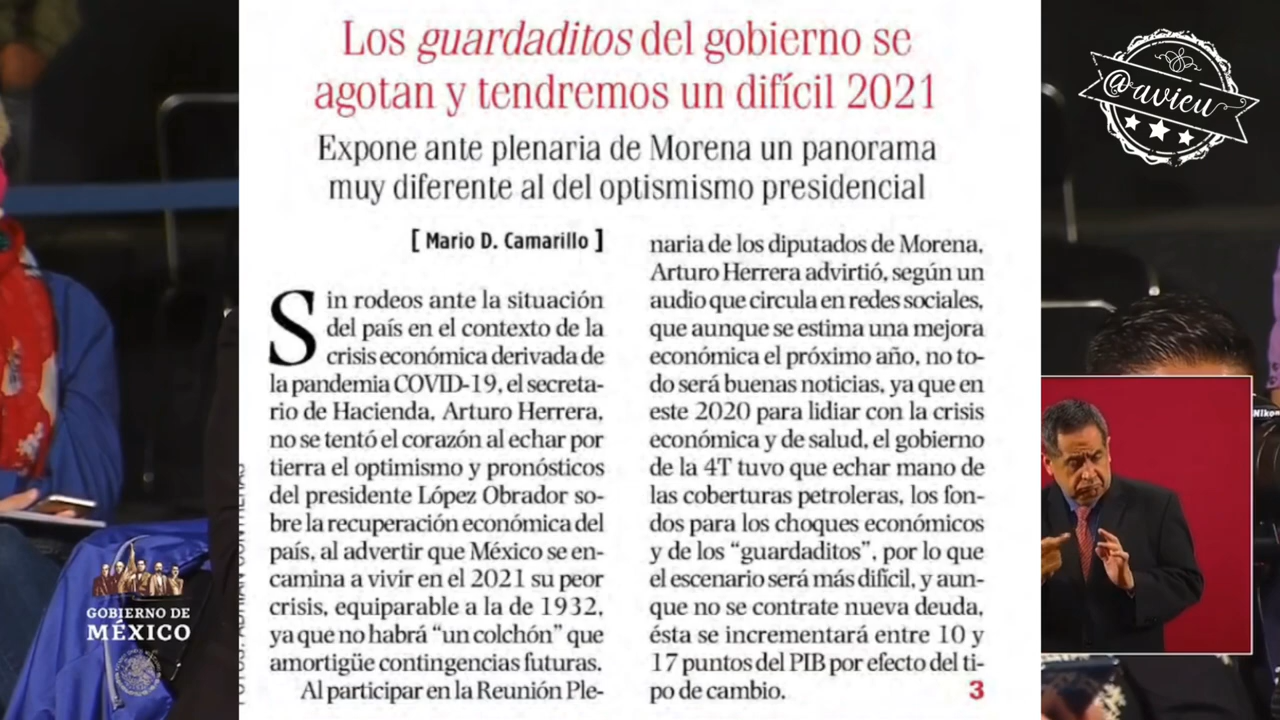 Los guardaditos del gobierno se
agotan y tendremos un difícil 2021
Expone ante plenaria de Morena un panorama
muy diferente al del optismismo presidencial
[ Mario D. Camarillo ]
Sin rodeos ante la situación
del país en el contexto de la
crisis económica derivada de
la pandemia COVID-19, el secreta-
rio de Hacienda, Arturo Herrera,
no se tentó el corazón al echar por
tierra el optimismo y pronósticos
del presidente López Obrador so-
bre la recuperación económica del
país, al advertir que México se en-
camina a vivir en el 2021 su peor
crisis, equiparable a la de 1932,
ya que no habrá “un colchón” que
amortigüe contingencias futuras.
Al participar en la Reunión Ple-
naria de los diputados de Morena,
Arturo Herrera advirtió, según un
audio que circula en redes sociales,
que aunque se estima una mejora
económica el próximo año, no to-
do será buenas noticias, ya que en
este 2020 para lidiar con la crisis
económica y de salud, el gobierno
de la 4T tuvo que echar mano de
las coberturas petroleras, los fon-
dos para los choques económicos
y de los “guardaditos”, por lo que
el escenario será más difícil, y aun-
que no se contrate nueva deuda,
ésta se incrementará entre 10 y
17 puntos del PIB por efecto del ti-
po de cambio.
3
@avieu
GOBIERNO DE
MÉXICO
Nikon